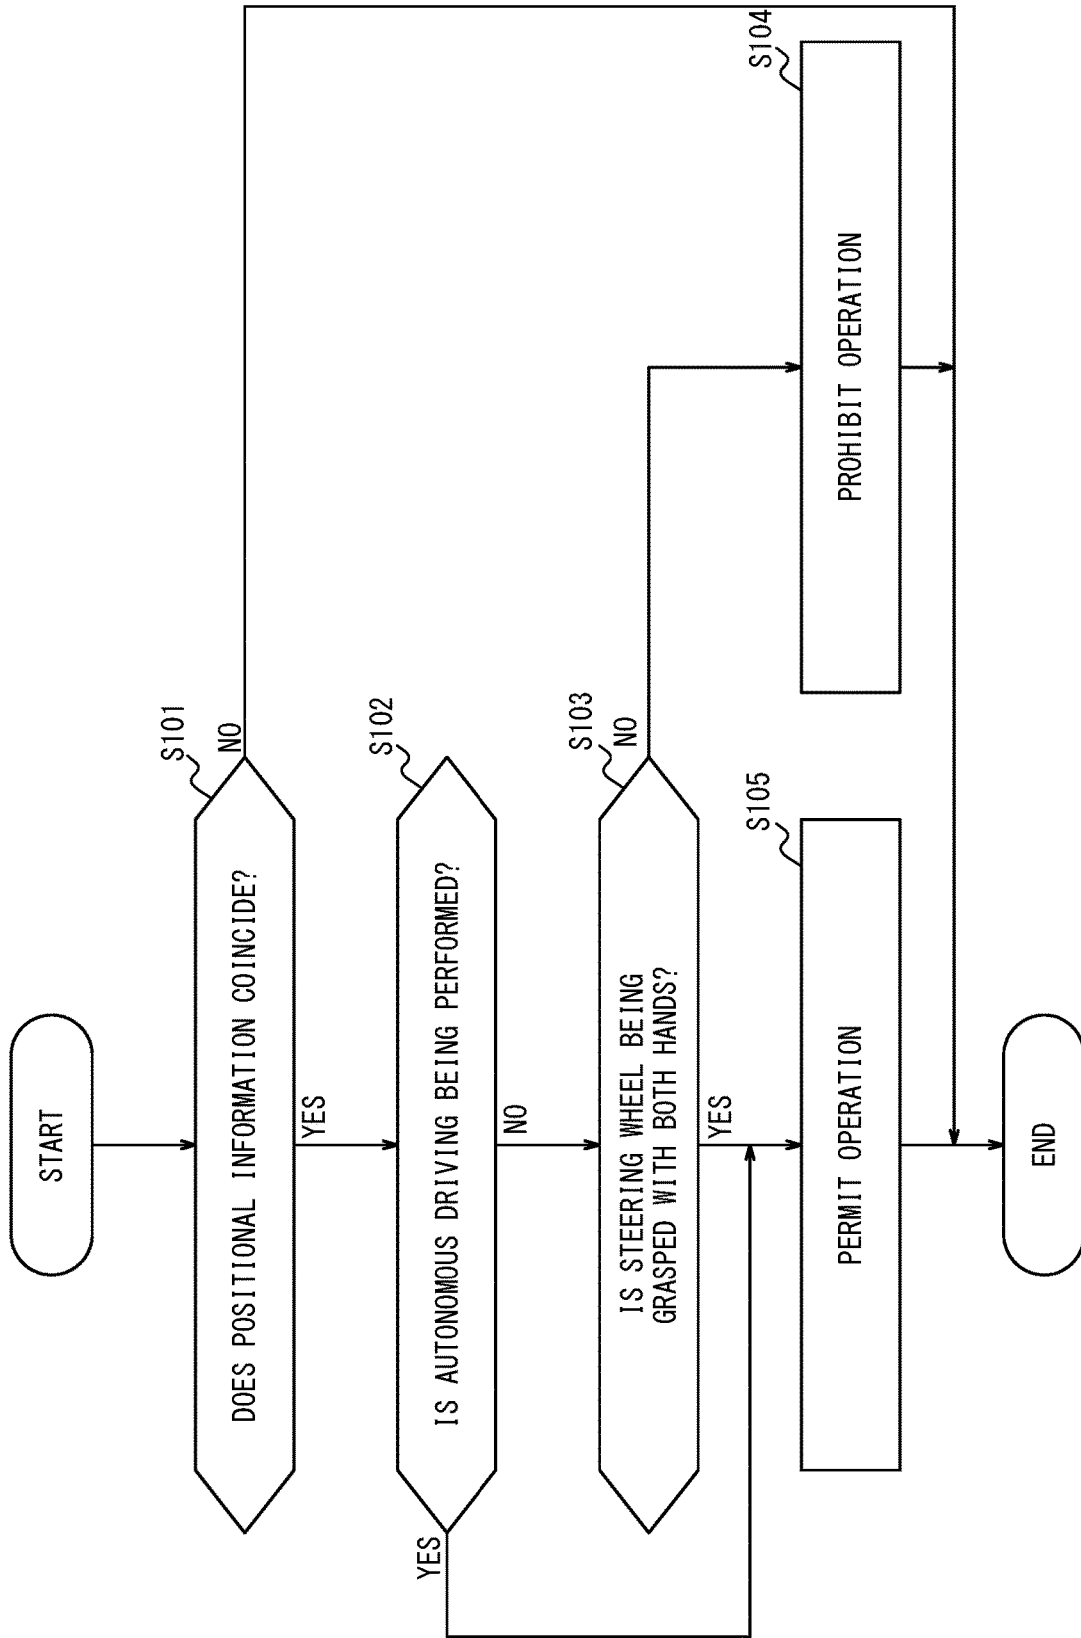 START
S101
DOES POSITIONAL INFORMATION COINCIDE?
NO
YES
S102
IS AUTONOMOUS DRIVING BEING PERFORMED?
YES
NO
S103
IS STEERING WHEEL BEING
GRASPED WITH BOTH HANDS?
NO
YES
S105
PERMIT OPERATION
S104
PROHIBIT OPERATION
END